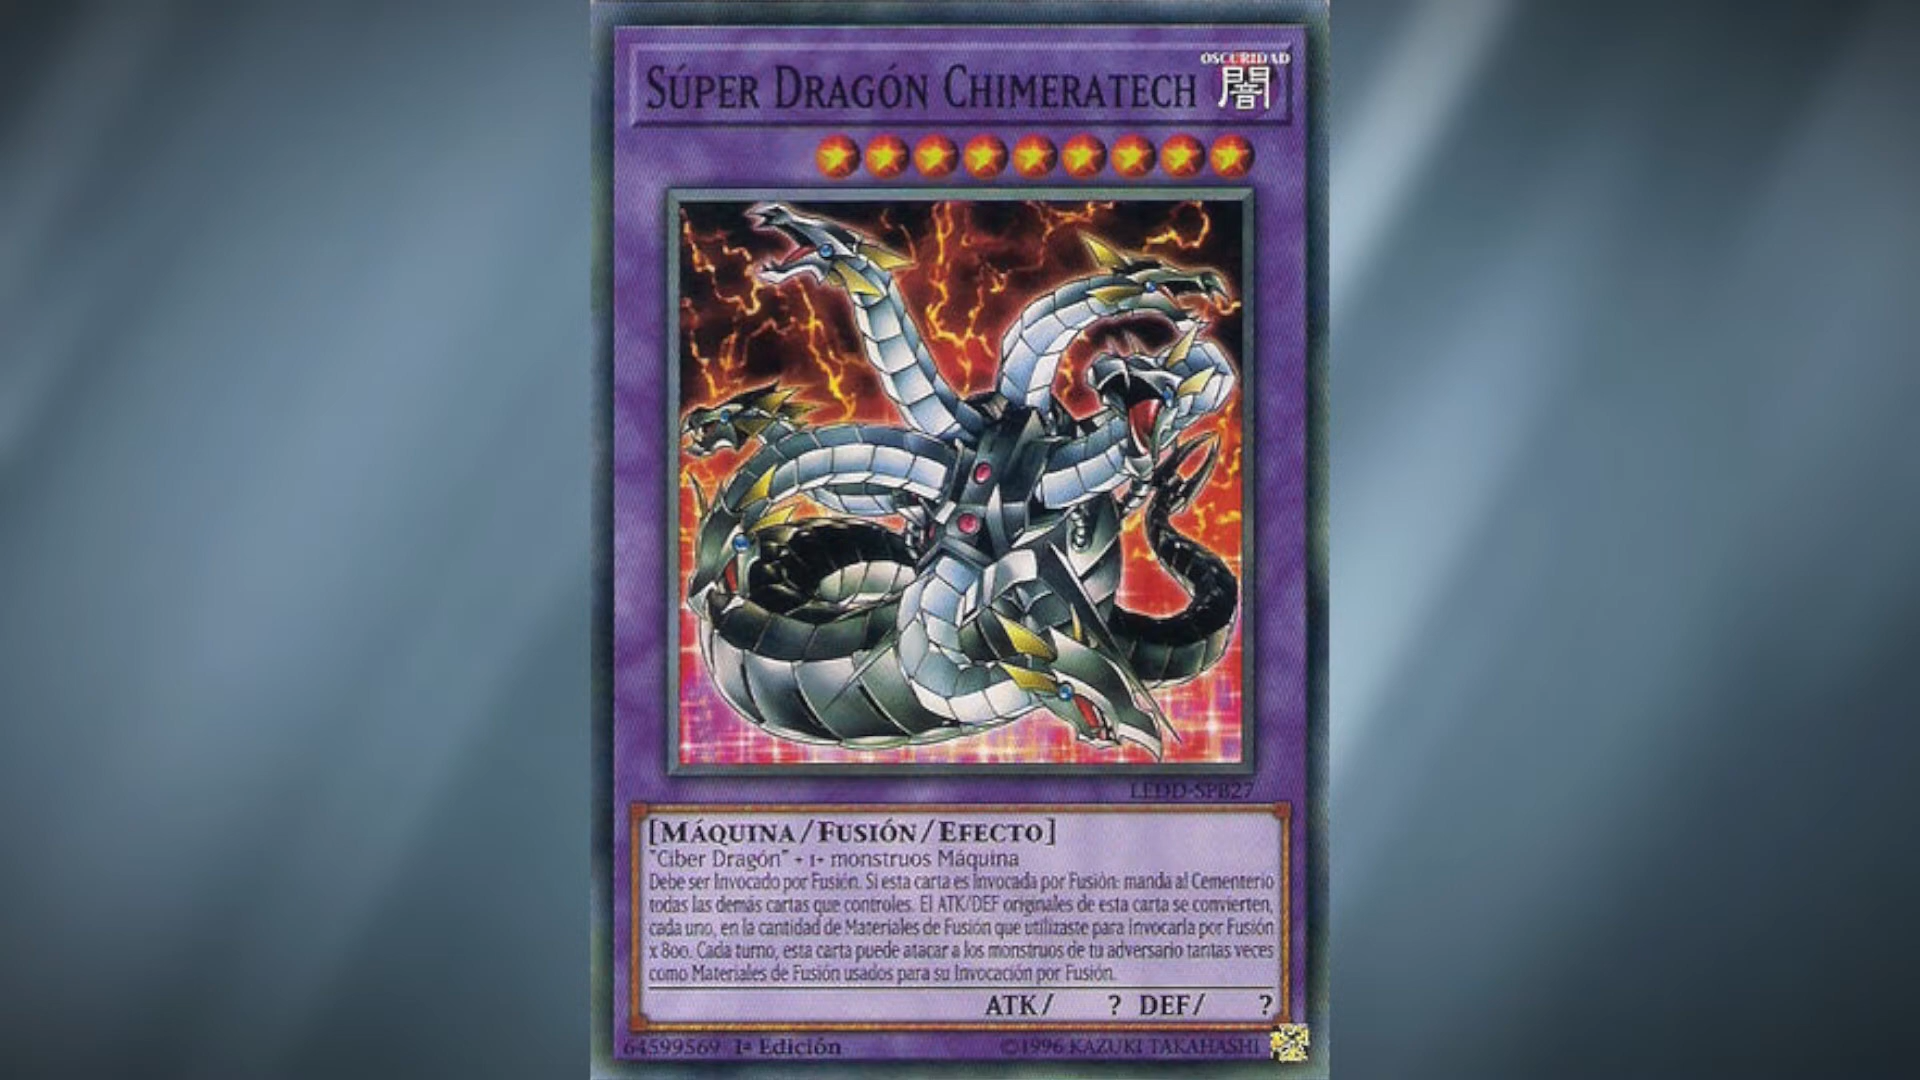 SÚPER DRAGÓN CHIMERATECH
OSCURIDAD
闇
LEDD-SPB27
[MÁQUINA/FUSIÓN/EFECTO]
"Ciber Dragón" + 1+ monstruos Máquina
Debe ser Invocado por Fusión. Si esta carta es Invocada por Fusión: manda al Cementerio
todas las demás cartas que controles. El ATK/DEF originales de esta carta se convierten,
cada uno, en la cantidad de Materiales de Fusión que utilizaste para Invocarla por Fusión
x 800. Cada turno, esta carta puede atacar a los monstruos de tu adversario tantas veces
como Materiales de Fusión usados para su Invocación por Fusión.
ATK/ ? DEF/ ?
64599569 1ª Edición ©1996 KAZUKI TAKAHASHI